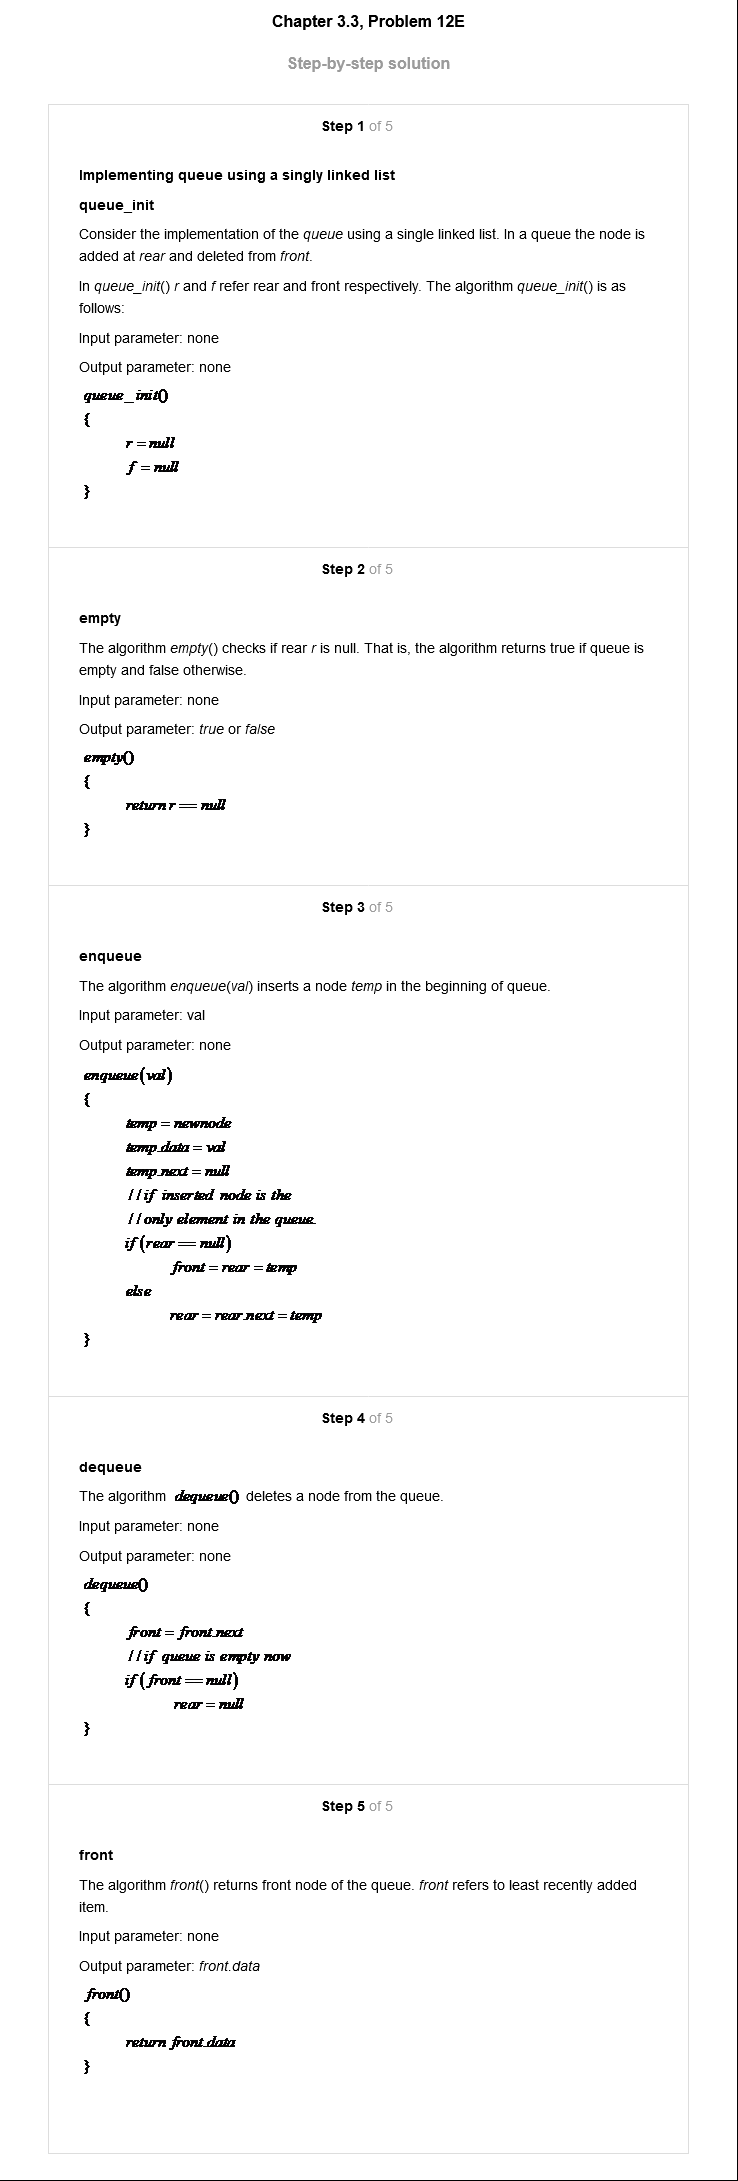 Chapter 3.3, Problem 12E
Step-by-step solution
Step 1 of 5
Implementing queue using a singly linked list
queue_init
Consider the implementation of the queue using a single linked list. In a queue the node is
added at rear and deleted from front.
In queue_init() r and f refer rear and front respectively. The algorithm queue_init() is as
follows:
Input parameter: none
Output parameter: none
queue_init()
{
r = null
f = null
}
Step 2 of 5
empty
The algorithm empty() checks if rear r is null. That is, the algorithm returns true if queue is
empty and false otherwise.
Input parameter: none
Output parameter: true or false
empty()
{
return r == null
}
Step 3 of 5
enqueue
The algorithm enqueue(val) inserts a node temp in the beginning of queue.
Input parameter: val
Output parameter: none
enqueue(val)
{
temp = newnode
temp.data = val
temp.next = null
//if inserted node is the
//only element in the queue.
if (rear == null)
front = rear = temp
else
rear = rear.next = temp
}
Step 4 of 5
dequeue
The algorithm dequeue() deletes a node from the queue.
Input parameter: none
Output parameter: none
dequeue()
{
front = front.next
//if queue is empty now
if (front == null)
rear = null
}
Step 5 of 5
front
The algorithm front() returns front node of the queue. front refers to least recently added
item.
Input parameter: none
Output parameter: front.data
front()
{
return front.data
}